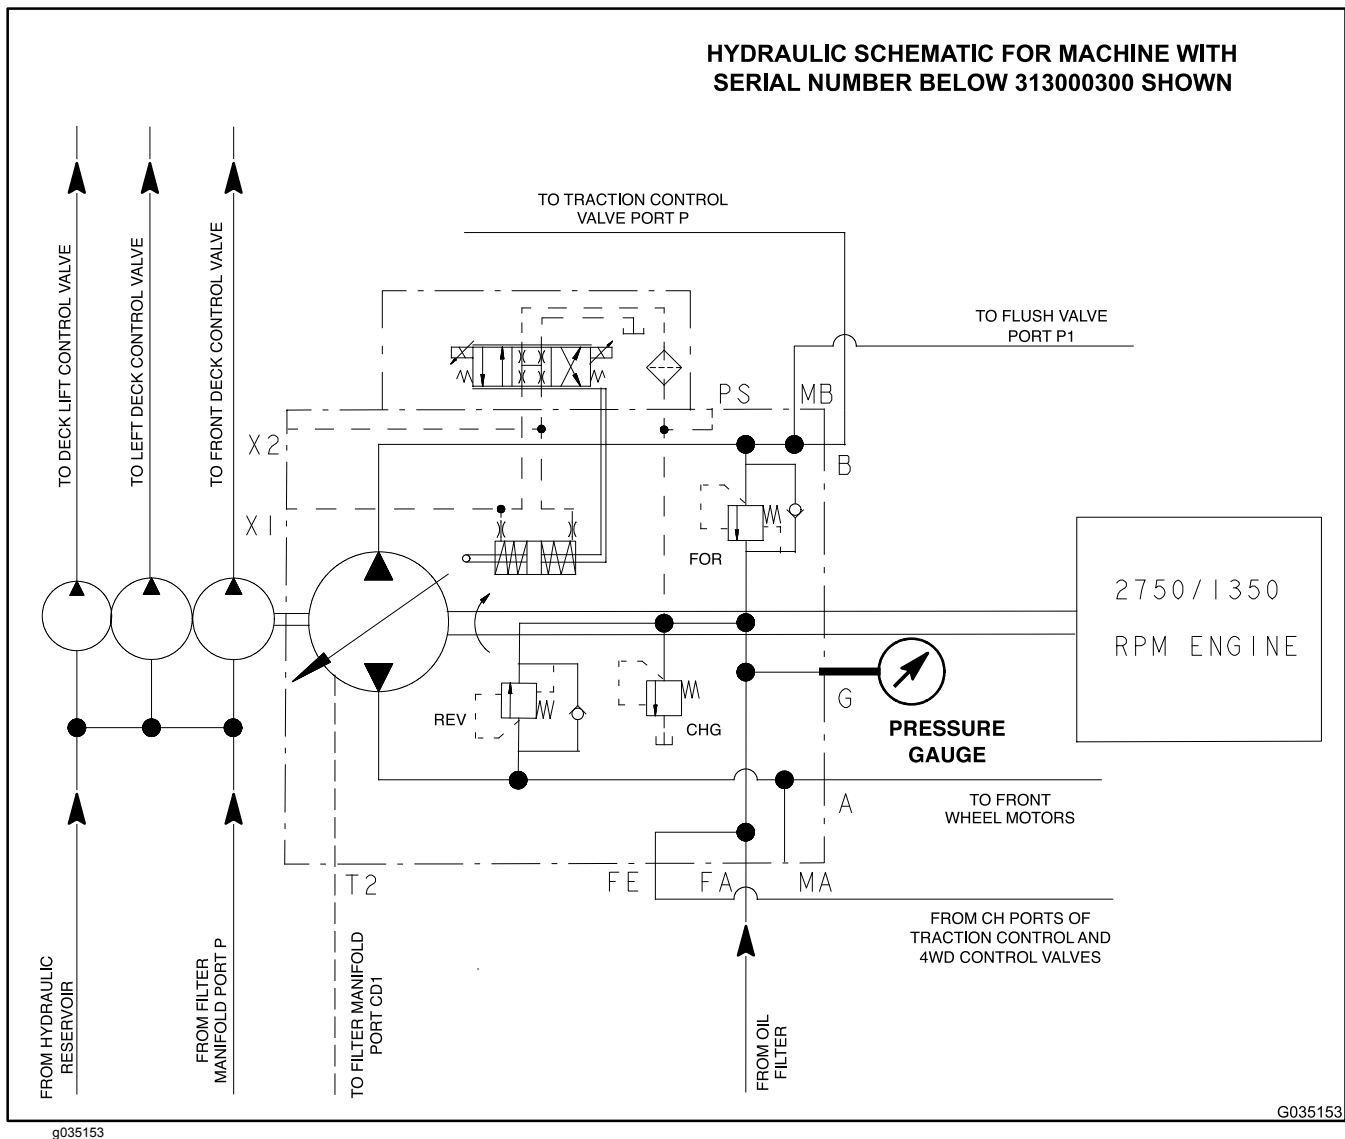 HYDRAULIC SCHEMATIC FOR MACHINE WITH
SERIAL NUMBER BELOW 313000300 SHOWN
TO DECK LIFT CONTROL VALVE
TO LEFT DECK CONTROL VALVE
TO FRONT DECK CONTROL VALVE
TO TRACTION CONTROL
VALVE PORT P
TO FLUSH VALVE
PORT P1
PS
MB
X2
B
X1
FOR
2750/1350
RPM ENGINE
REV
CHG
G
PRESSURE
GAUGE
A
TO FRONT
WHEEL MOTORS
T2
FE
FA
MA
FROM CH PORTS OF
TRACTION CONTROL AND
4WD CONTROL VALVES
FROM HYDRAULIC
RESERVOIR
FROM FILTER
MANIFOLD PORT P
TO FILTER MANIFOLD
PORT CD1
FROM OIL
FILTER
G035153
g035153